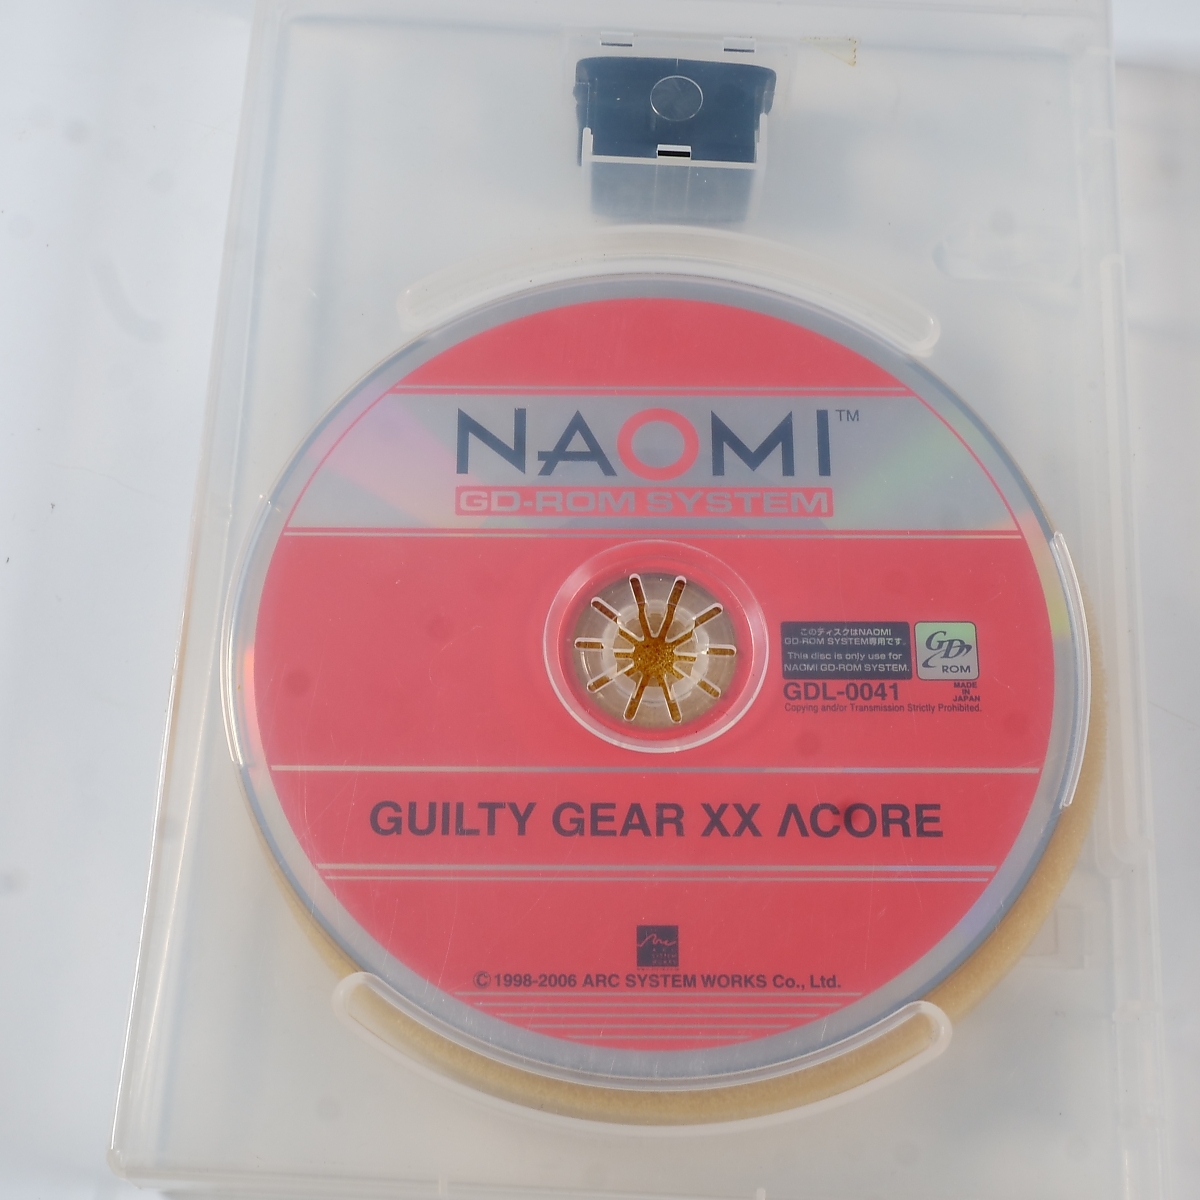 NAOMI™
GD-ROM SYSTEM
このディスクはNAOMI
GD-ROM SYSTEM専用です。
This disc is only use for
NAOMI GD-ROM SYSTEM.
GD
ROM
GDL-0041
MADE
IN
JAPAN
Copying and/or Transmission Strictly Prohibited.
GUILTY GEAR XX ΛCORE
©1998-2006 ARC SYSTEM WORKS Co., Ltd.